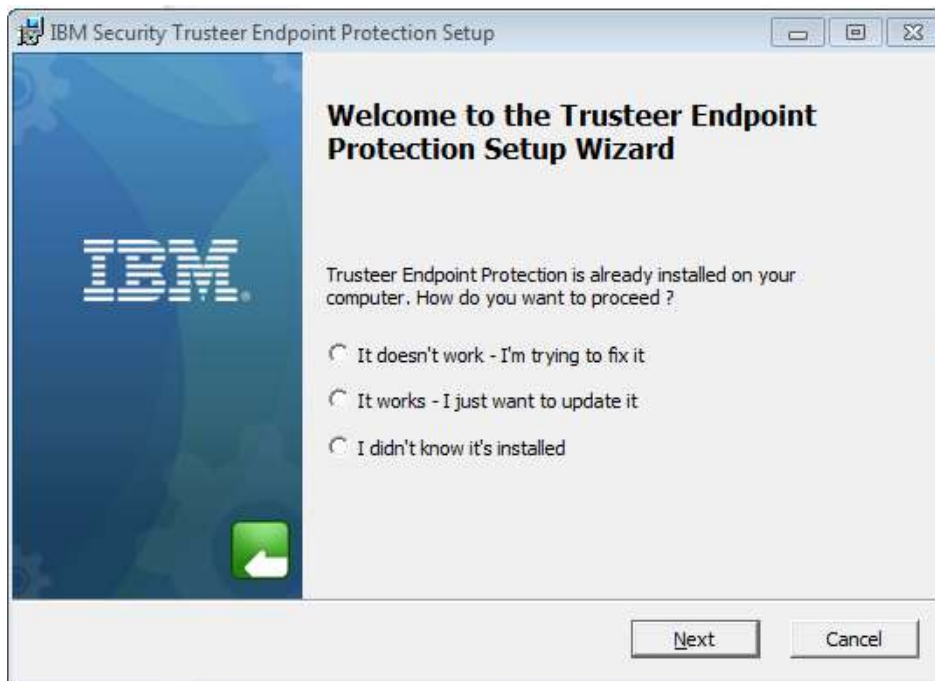 IBM Security Trusteer Endpoint Protection Setup
Welcome to the Trusteer Endpoint
Protection Setup Wizard
IBM®
Trusteer Endpoint Protection is already installed on your
computer. How do you want to proceed ?
It doesn't work - I'm trying to fix it
It works - I just want to update it
I didn't know it's installed
Next
Cancel